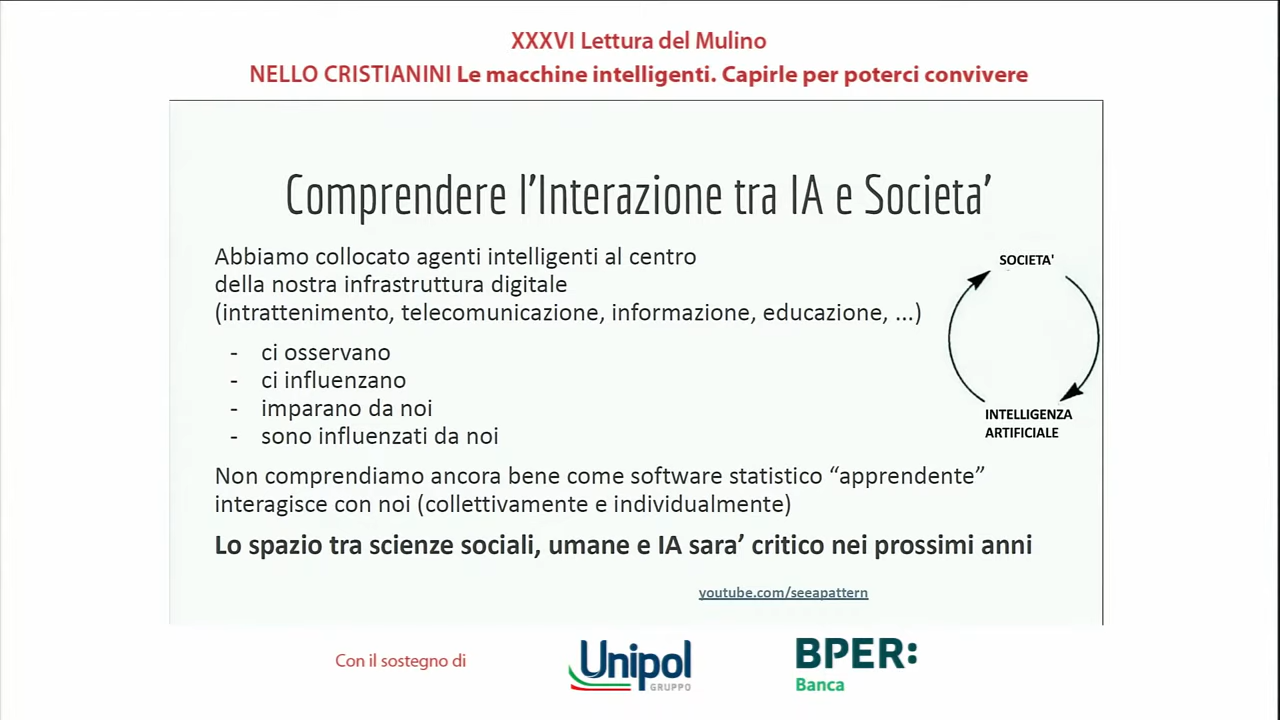 XXXVI Lettura del Mulino
NELLO CRISTIANINI Le macchine intelligenti. Capirle per poterci convivere
Comprendere l'Interazione tra IA e Societa'
Abbiamo collocato agenti intelligenti al centro
della nostra infrastruttura digitale
(intrattenimento, telecomunicazione, informazione, educazione, ...)
- ci osservano
- ci influenzano
- imparano da noi
- sono influenzati da noi
SOCIETA'
INTELLIGENZA
ARTIFICIALE
Non comprendiamo ancora bene come software statistico “apprendente”
interagisce con noi (collettivamente e individualmente)
Lo spazio tra scienze sociali, umane e IA sara' critico nei prossimi anni
youtube.com/seeapattern
Con il sostegno di
Unipol
GRUPPO
BPER:
Banca